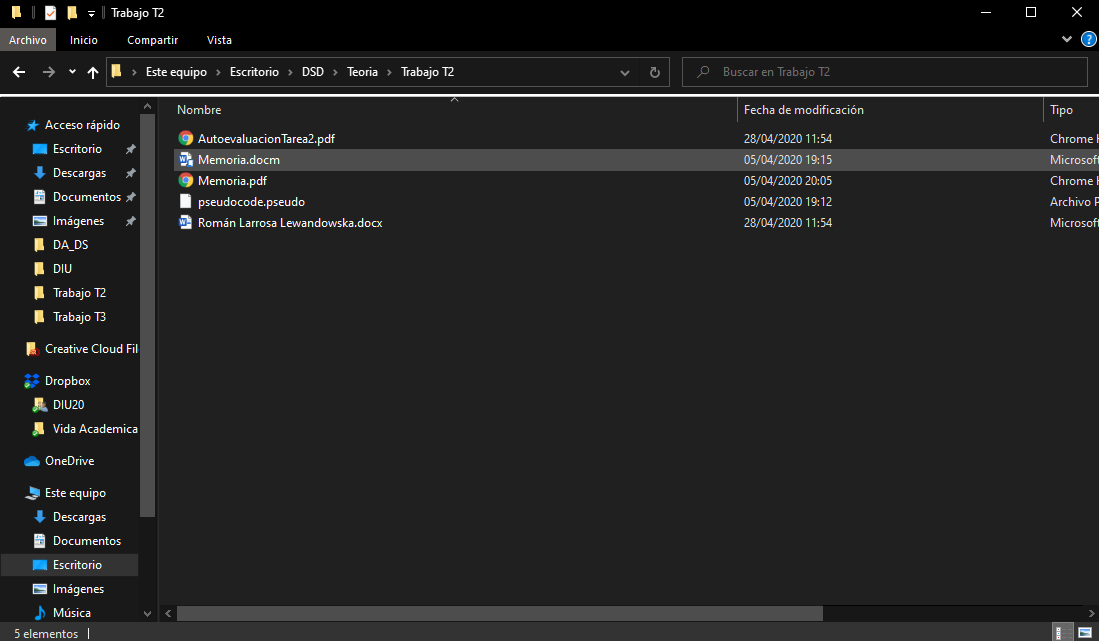 Trabajo T2
Archivo Inicio Compartir Vista
Este equipo Escritorio DSD Teoria Trabajo T2 Buscar en Trabajo T2
Nombre Fecha de modificación Tipo
AutoevaluacionTarea2.pdf 28/04/2020 11:54 Chrome H
Memoria.docm 05/04/2020 19:15 Microsoft
Memoria.pdf 05/04/2020 20:05 Chrome H
pseudocode.pseudo 05/04/2020 19:12 Archivo P
Román Larrosa Lewandowska.docx 28/04/2020 11:54 Microsoft
Acceso rápido
Escritorio
Descargas
Documentos
Imágenes
DA_DS
DIU
Trabajo T2
Trabajo T3
Creative Cloud Fil
Dropbox
DIU20
Vida Academica
OneDrive
Este equipo
Descargas
Documentos
Escritorio
Imágenes
Música
5 elementos